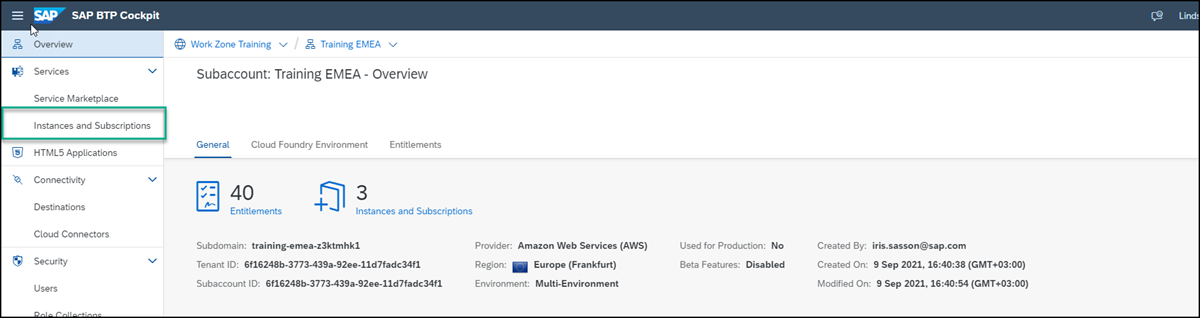 SAP SAP BTP Cockpit
Linds
Overview
Services
Service Marketplace
Instances and Subscriptions
HTML5 Applications
Connectivity
Destinations
Cloud Connectors
Security
Users
Role Collections
Work Zone Training / Training EMEA
Subaccount: Training EMEA - Overview
General Cloud Foundry Environment Entitlements
40
Entitlements
3
Instances and Subscriptions
Subdomain: training-emea-z3ktmhk1
Tenant ID: 6f16248b-3773-439a-92ee-11d7fadc34f1
Subaccount ID: 6f16248b-3773-439a-92ee-11d7fadc34f1
Provider: Amazon Web Services (AWS)
Region: Europe (Frankfurt)
Environment: Multi-Environment
Used for Production: No
Beta Features: Disabled
Created By: iris.sasson@sap.com
Created On: 9 Sep 2021, 16:40:38 (GMT+03:00)
Modified On: 9 Sep 2021, 16:40:54 (GMT+03:00)